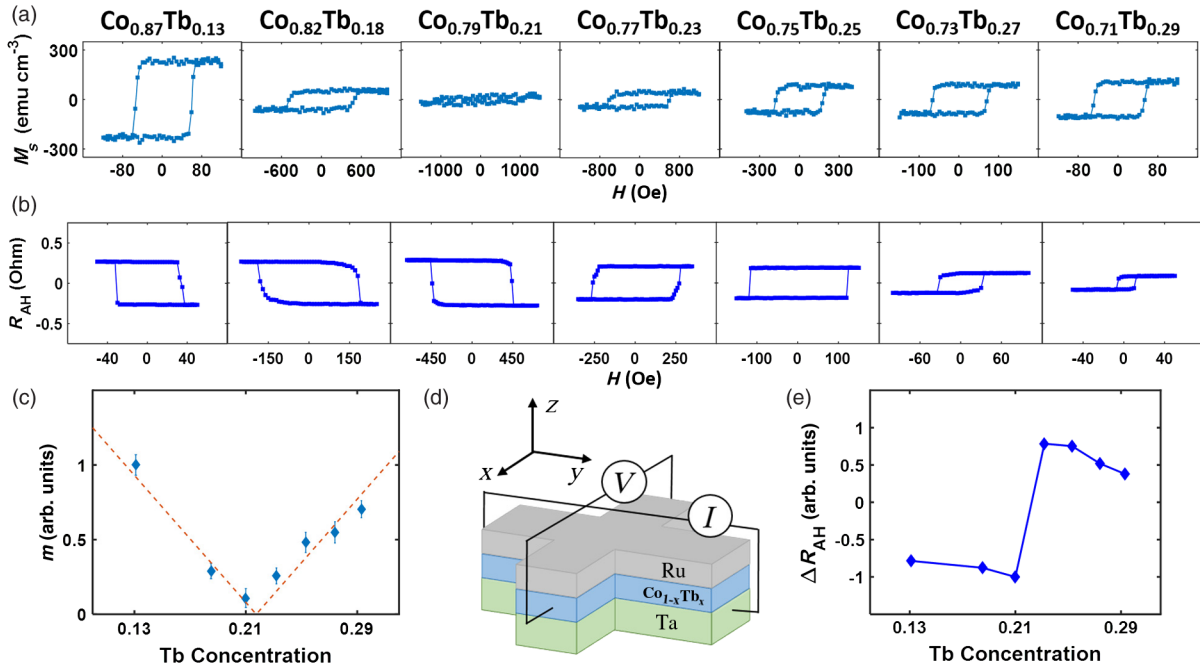 (a) Co0.87Tb0.13 Co0.82Tb0.18 Co0.79Tb0.21 Co0.77Tb0.23 Co0.75Tb0.25 Co0.73Tb0.27 Co0.71Tb0.29
Ms (emu cm-3)
300
0
-300
-80 0 80 -600 0 600 -1000 0 1000 -800 0 800 -300 0 300 -100 0 100 -80 0 80
H (Oe)
(b)
RAH (Ohm)
0.5
0
-0.5
-40 0 40 -150 0 150 -450 0 450 -250 0 250 -100 0 100 -60 0 60 -40 0 40
H (Oe)
(c)
m (arb. units)
1
0.5
0
0.13 0.21 0.29
Tb Concentration
(d)
z
x
y
V
I
Ru
Co1-xTbx
Ta
(e)
ΔRAH (arb. units)
1
0.5
0
-0.5
-1
0.13 0.21 0.29
Tb Concentration